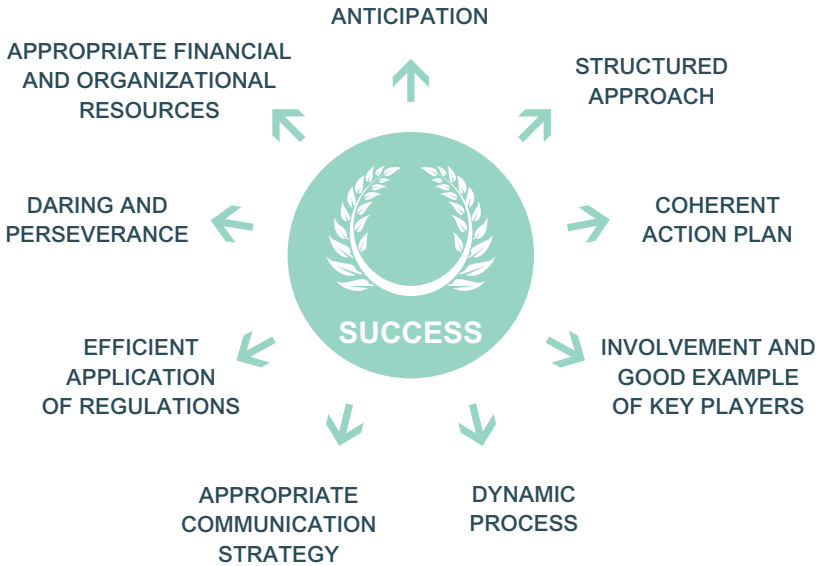 ANTICIPATION
APPROPRIATE FINANCIAL
AND ORGANIZATIONAL
RESOURCES
STRUCTURED
APPROACH
DARING AND
PERSEVERANCE
COHERENT
ACTION PLAN
SUCCESS
EFFICIENT
APPLICATION
OF REGULATIONS
INVOLVEMENT AND
GOOD EXAMPLE
OF KEY PLAYERS
APPROPRIATE
COMMUNICATION
STRATEGY
DYNAMIC
PROCESS